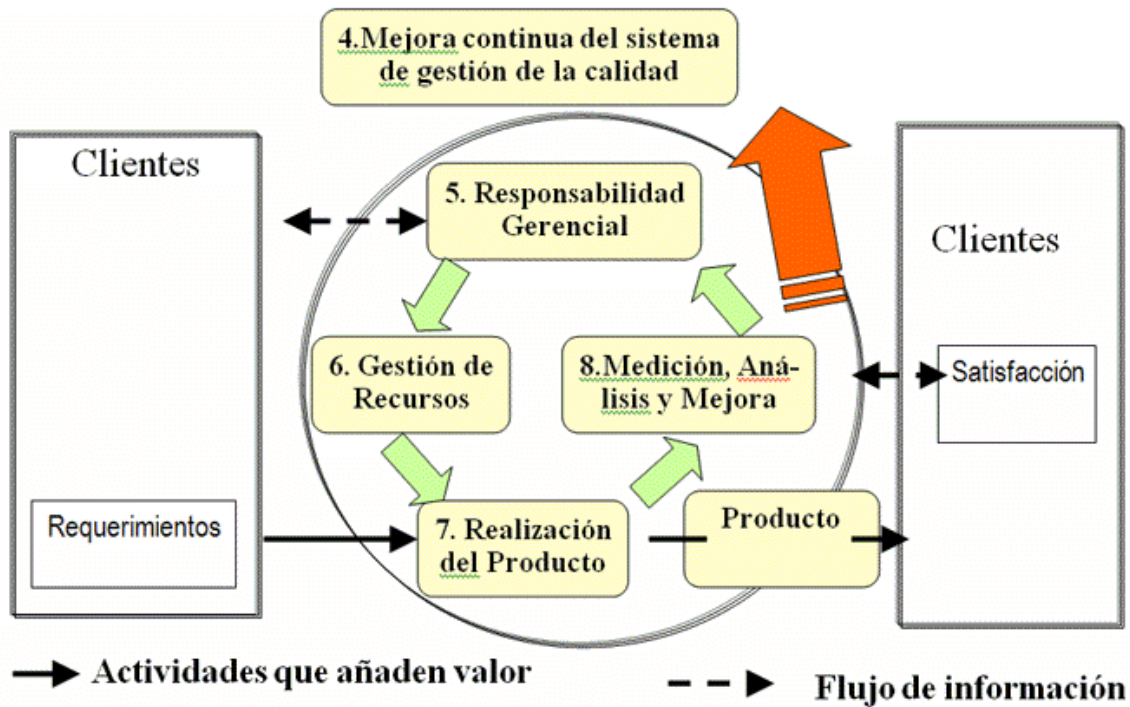 4.Mejora continua del sistema
de gestión de la calidad
Clientes
5. Responsabilidad
Gerencial
Clientes
6. Gestión de
Recursos
8.Medición, Aná-
lisis y Mejora
Satisfacción
Requerimientos
7. Realización
del Producto
Producto
Actividades que añaden valor
Flujo de información